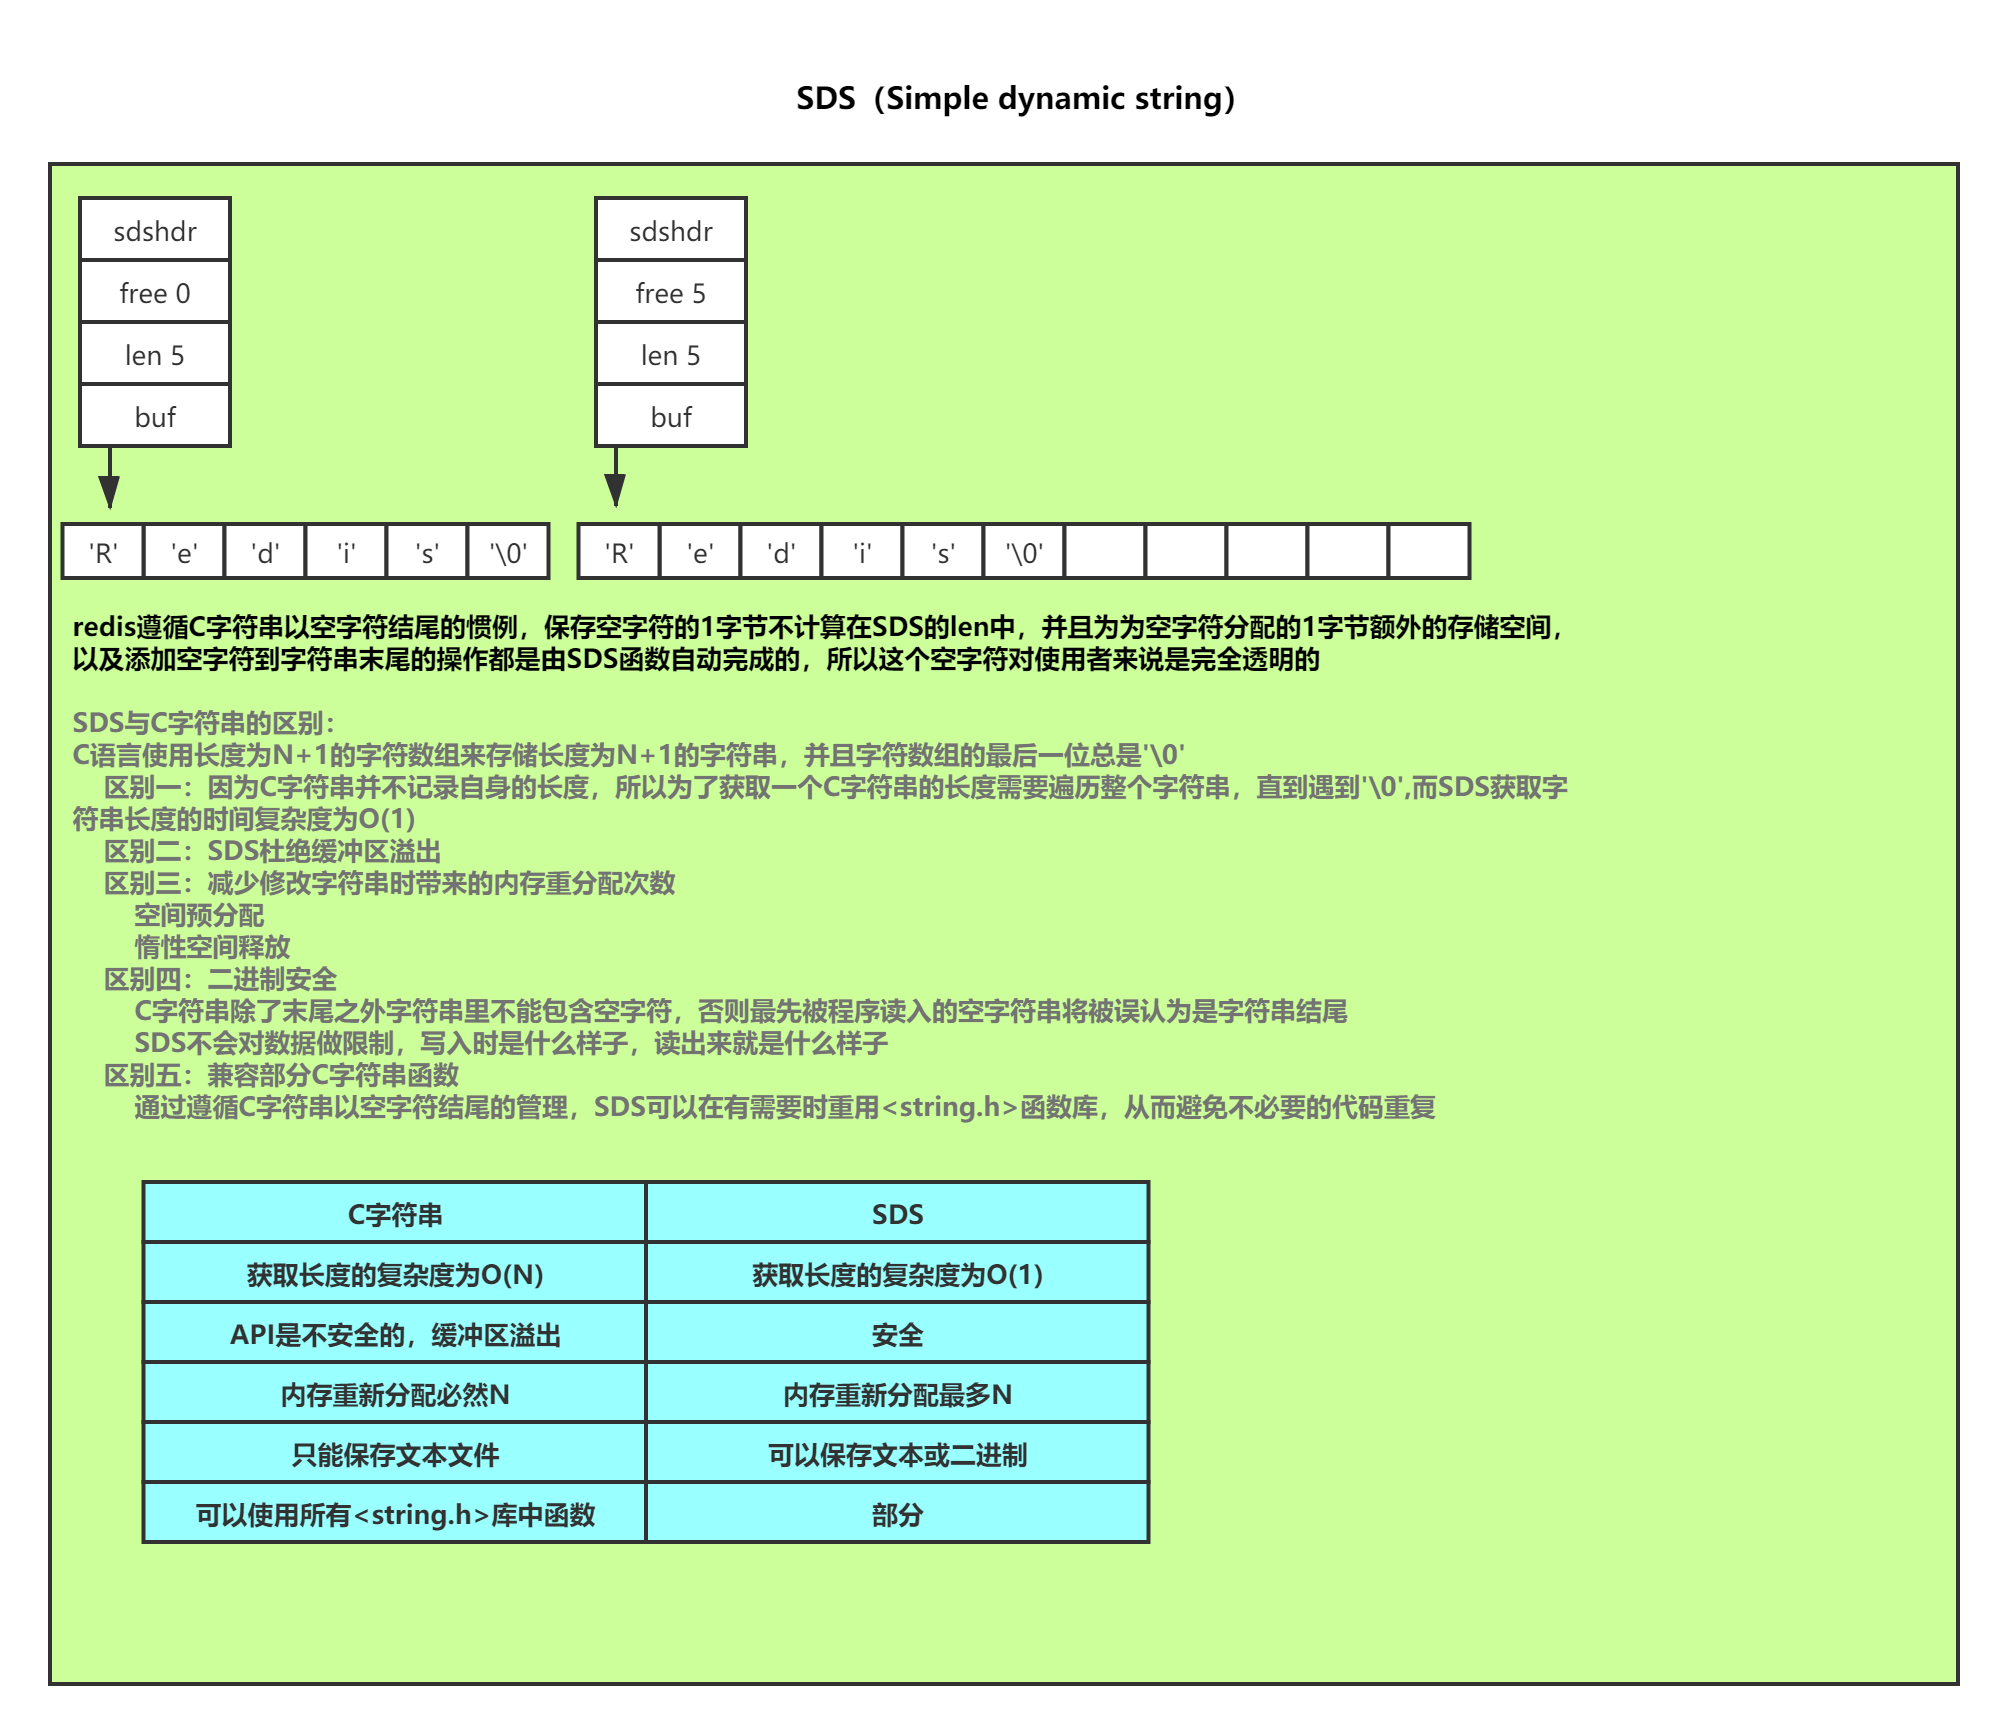 SDS（Simple dynamic string）
sdshdr
free 0
len 5
buf
sdshdr
free 5
len 5
buf
'R' 'e' 'd' 'i' 's' '\0'
'R' 'e' 'd' 'i' 's' '\0'
redis遵循C字符串以空字符结尾的惯例，保存空字符的1字节不计算在SDS的len中，并且为为空字符分配的1字节额外的存储空间，
以及添加空字符到字符串末尾的操作都是由SDS函数自动完成的，所以这个空字符对使用者来说是完全透明的
SDS与C字符串的区别：
C语言使用长度为N+1的字符数组来存储长度为N+1的字符串，并且字符数组的最后一位总是'\0'
区别一：因为C字符串并不记录自身的长度，所以为了获取一个C字符串的长度需要遍历整个字符串，直到遇到'\0',而SDS获取字
符串长度的时间复杂度为O(1)
区别二：SDS杜绝缓冲区溢出
区别三：减少修改字符串时带来的内存重分配次数
空间预分配
惰性空间释放
区别四：二进制安全
C字符串除了末尾之外字符串里不能包含空字符，否则最先被程序读入的空字符串将被误认为是字符串结尾
SDS不会对数据做限制，写入时是什么样子，读出来就是什么样子
区别五：兼容部分C字符串函数
通过遵循C字符串以空字符结尾的管理，SDS可以在有需要时重用<string.h>函数库，从而避免不必要的代码重复
C字符串 SDS
获取长度的复杂度为O(N) 获取长度的复杂度为O(1)
API是不安全的，缓冲区溢出 安全
内存重新分配必然N 内存重新分配最多N
只能保存文本文件 可以保存文本或二进制
可以使用所有<string.h>库中函数 部分